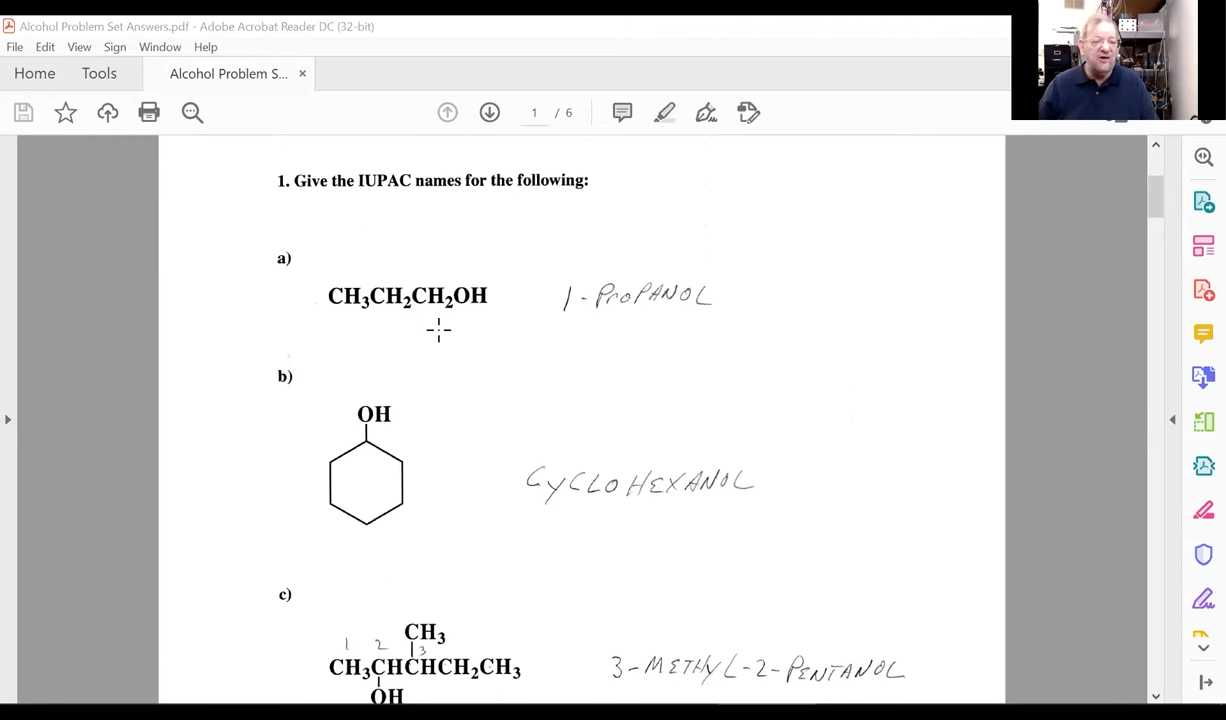 Alcohol Problem Set Answers.pdf - Adobe Acrobat Reader DC (32-bit)
File Edit View Sign Window Help
Home Tools Alcohol Problem S... ×
1 / 6
1. Give the IUPAC names for the following:
a)
CH₃CH₂CH₂OH 1-PrOPANOL
b)
OH
CYCLOHEXANOL
c)
CH₃
1 2 3
CH₃CHCHCH₂CH₃ 3-METHYL-2-PENTANOL
OH